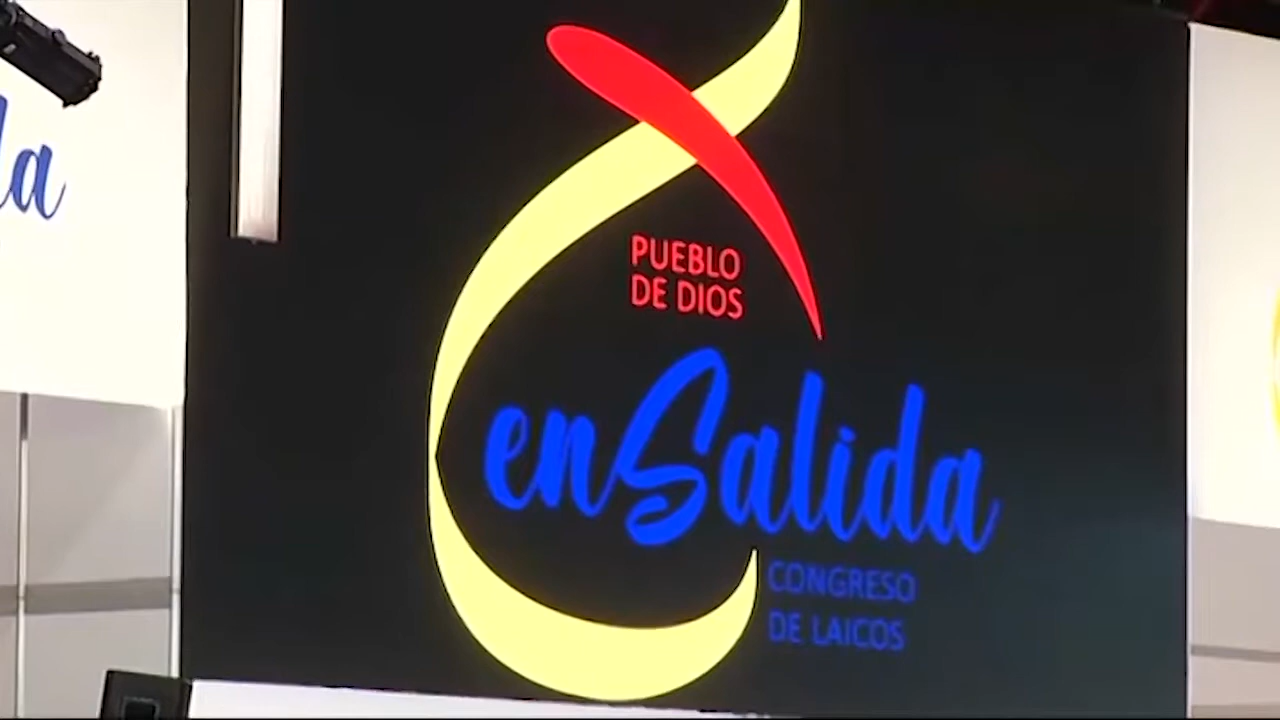 PUEBLO
DE DIOS
enSalida
CONGRESO
DE LAICOS